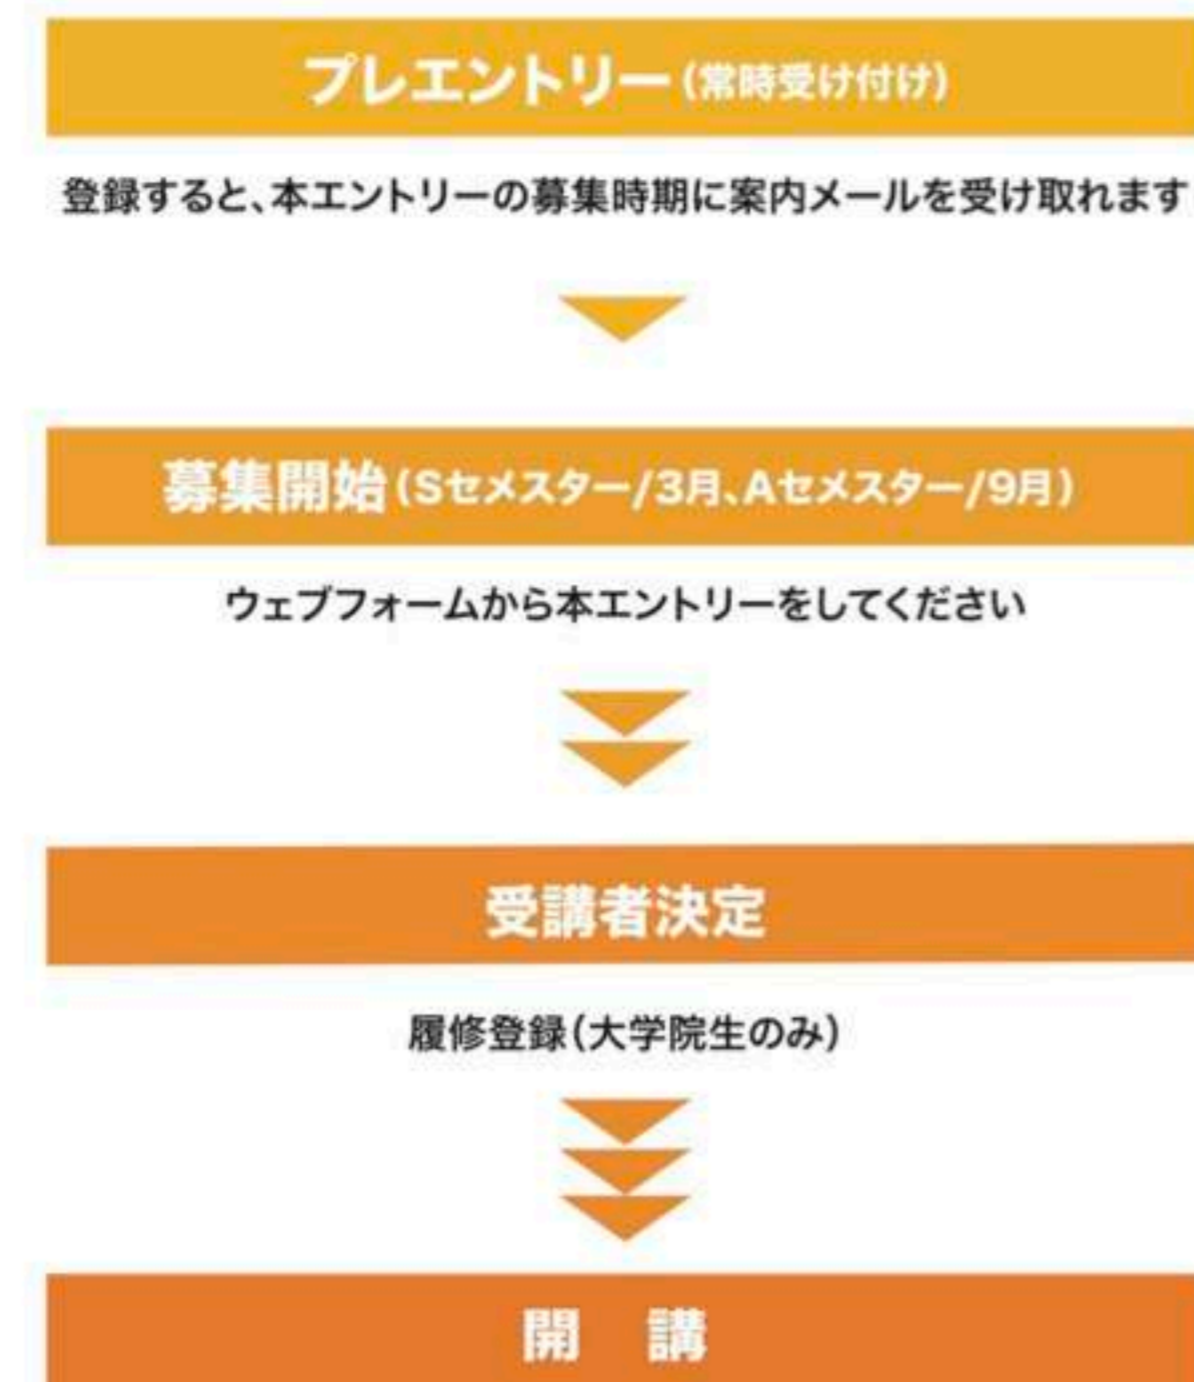 プレエントリー(常時受け付け)
登録すると、本エントリーの募集時期に案内メールを受け取れます
募集開始(Sセメスター/3月、Aセメスター/9月)
ウェブフォームから本エントリーをしてください
受講者決定
履修登録(大学院生のみ)
開　講